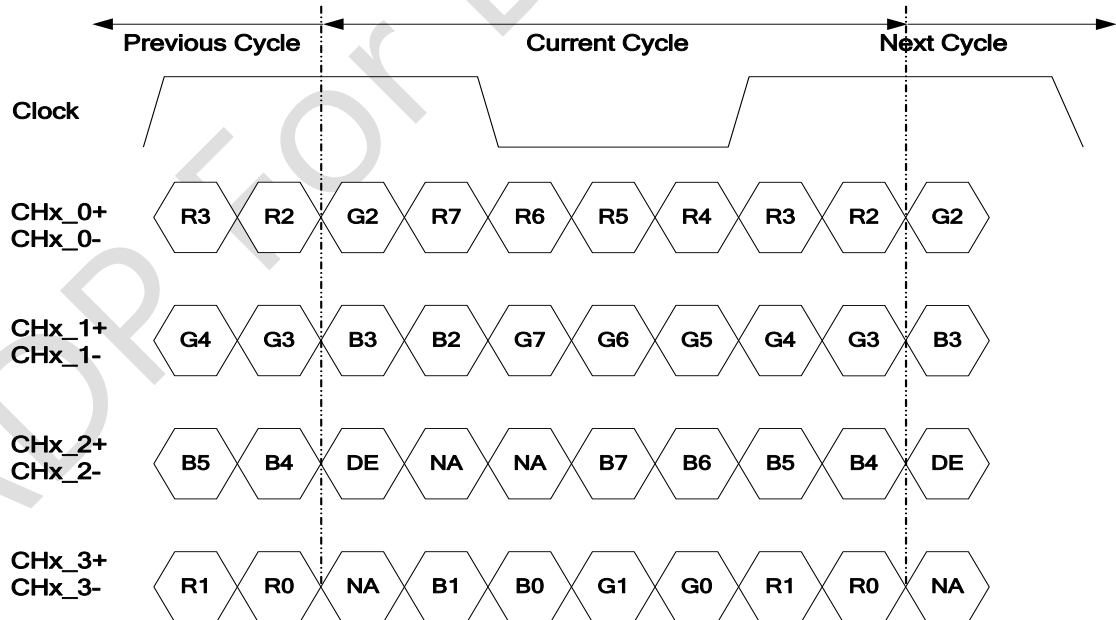 Previous Cycle Current Cycle Next Cycle
Clock
CHx_0+
CHx_0-
R3 R2 G2 R7 R6 R5 R4 R3 R2 G2
CHx_1+
CHx_1-
G4 G3 B3 B2 G7 G6 G5 G4 G3 B3
CHx_2+
CHx_2-
B5 B4 DE NA NA B7 B6 B5 B4 DE
CHx_3+
CHx_3-
R1 R0 NA B1 B0 G1 G0 R1 R0 NA
For